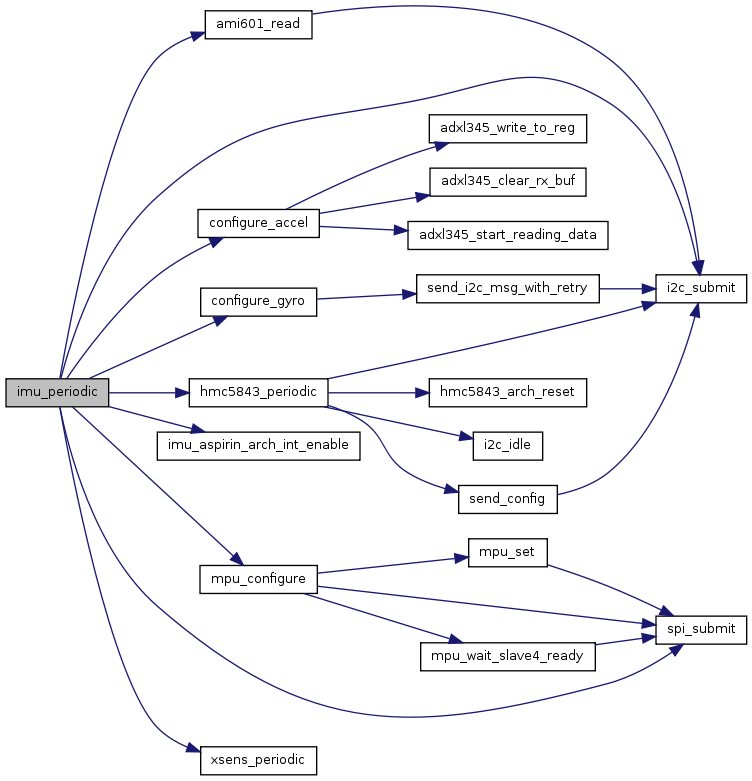 ami601_read
adxl345_write_to_reg
adxl345_clear_rx_buf
configure_accel
adxl345_start_reading_data
send_i2c_msg_with_retry
i2c_submit
configure_gyro
imu_periodic
hmc5843_periodic
hmc5843_arch_reset
imu_aspirin_arch_int_enable
i2c_idle
send_config
mpu_set
mpu_configure
spi_submit
mpu_wait_slave4_ready
xsens_periodic